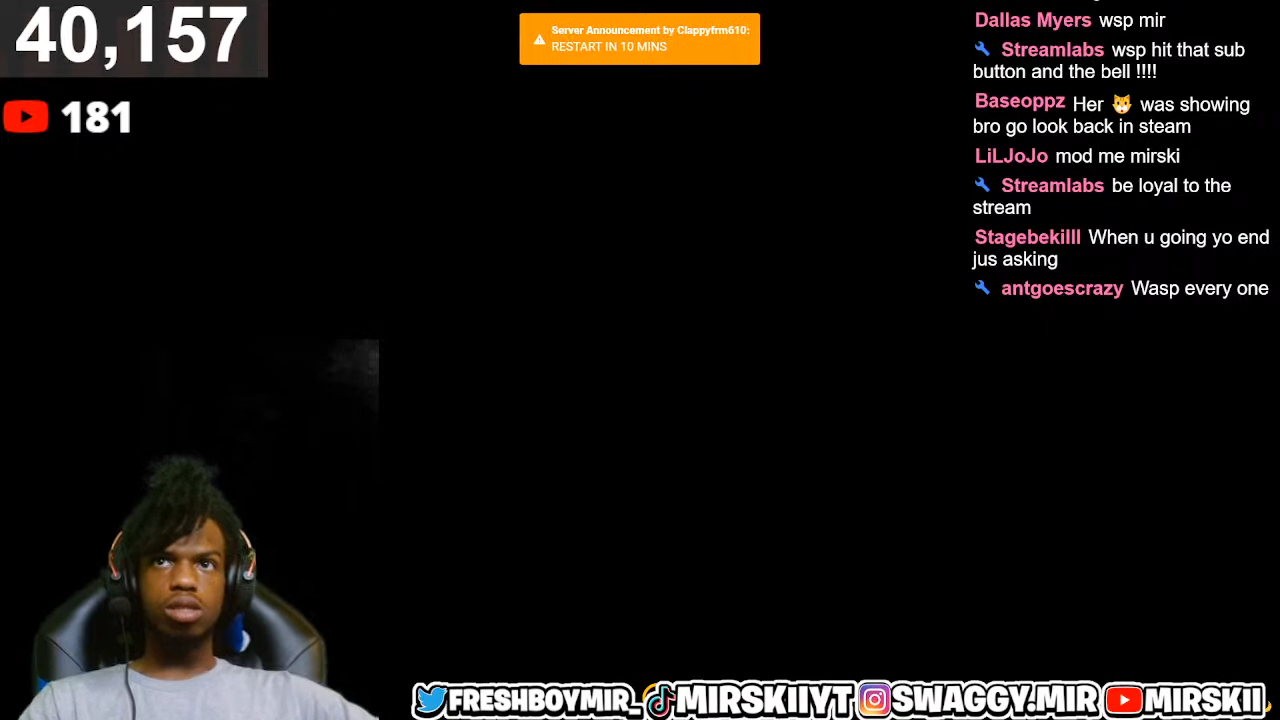 40,157
181
Server Announcement by Clappyfrm610:
RESTART IN 10 MINS
Dallas Myers wsp mir
Streamlabs wsp hit that sub
button and the bell !!!!
Baseoppz Her 🐱 was showing
bro go look back in steam
LiLJoJo mod me mirski
Streamlabs be loyal to the
stream
Stagebekilll When u going yo end
jus asking
antgoescrazy Wasp every one
FRESHBOYMIR_ MIRSKIIYT SWAGGY.MIR MIRSKII